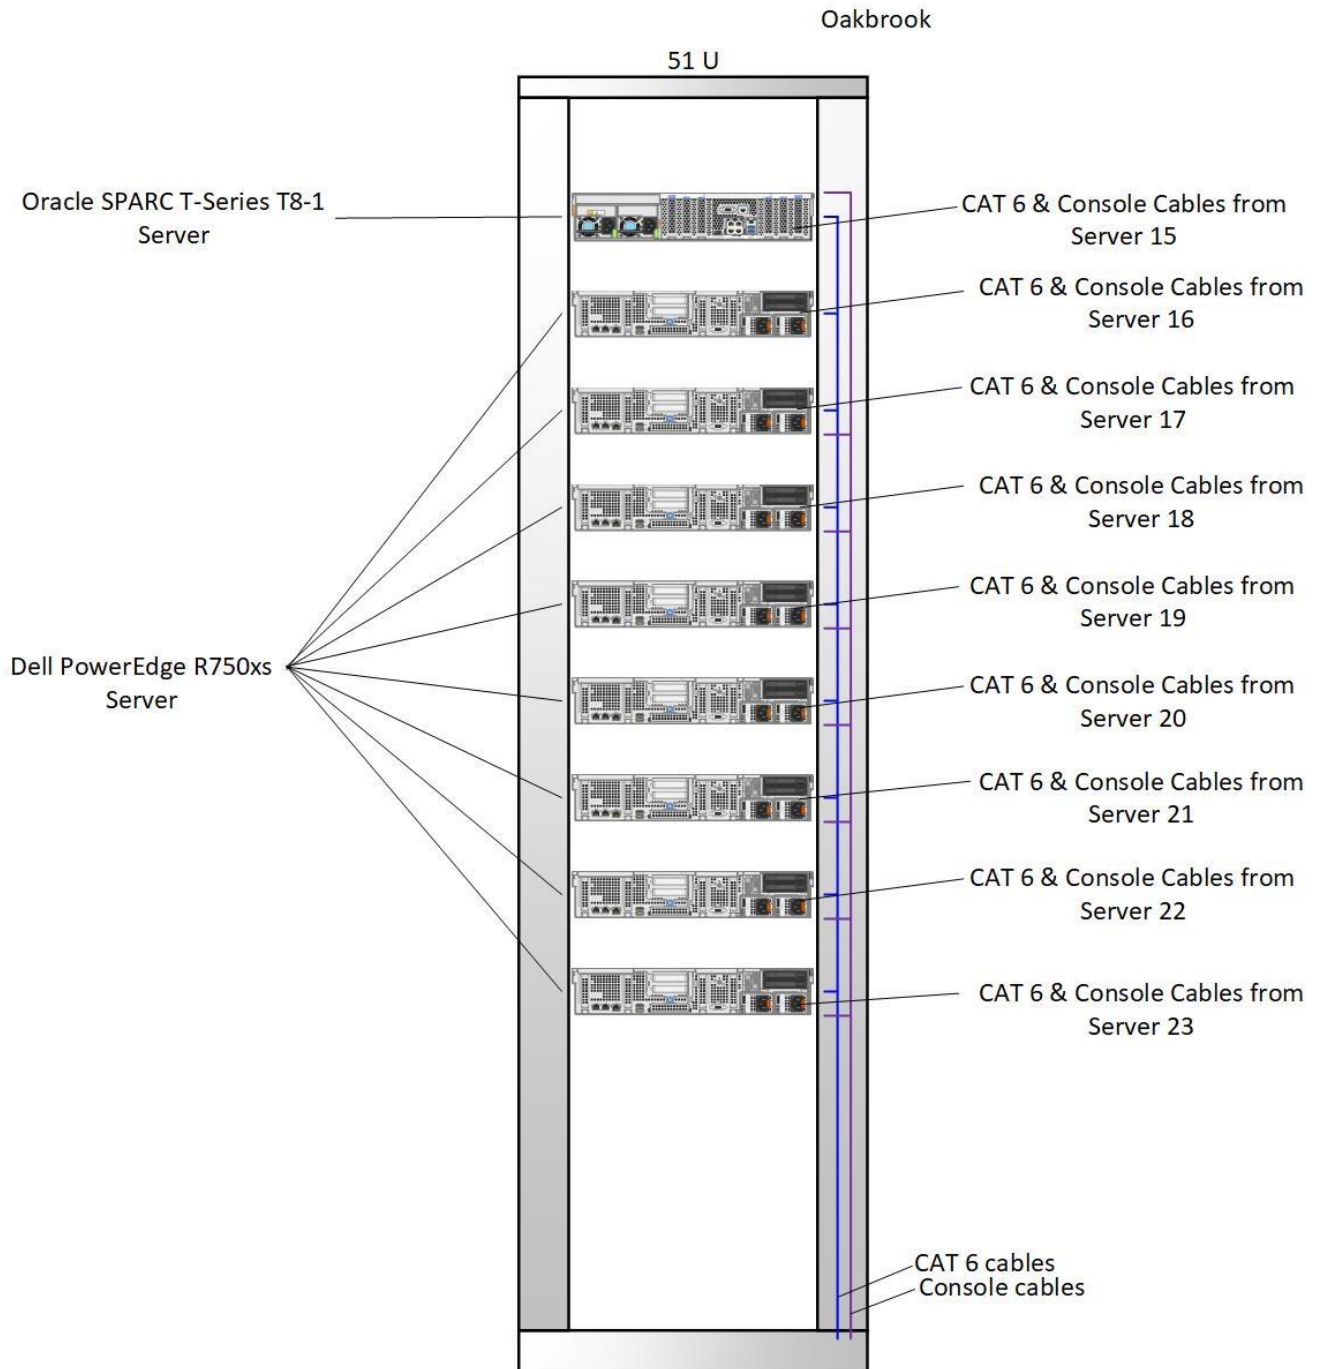 Oakbrook
51 U
Oracle SPARC T-Series T8-1
Server
CAT 6 & Console Cables from
Server 15
CAT 6 & Console Cables from
Server 16
CAT 6 & Console Cables from
Server 17
CAT 6 & Console Cables from
Server 18
CAT 6 & Console Cables from
Server 19
Dell PowerEdge R750xs
Server
CAT 6 & Console Cables from
Server 20
CAT 6 & Console Cables from
Server 21
CAT 6 & Console Cables from
Server 22
CAT 6 & Console Cables from
Server 23
CAT 6 cables
Console cables